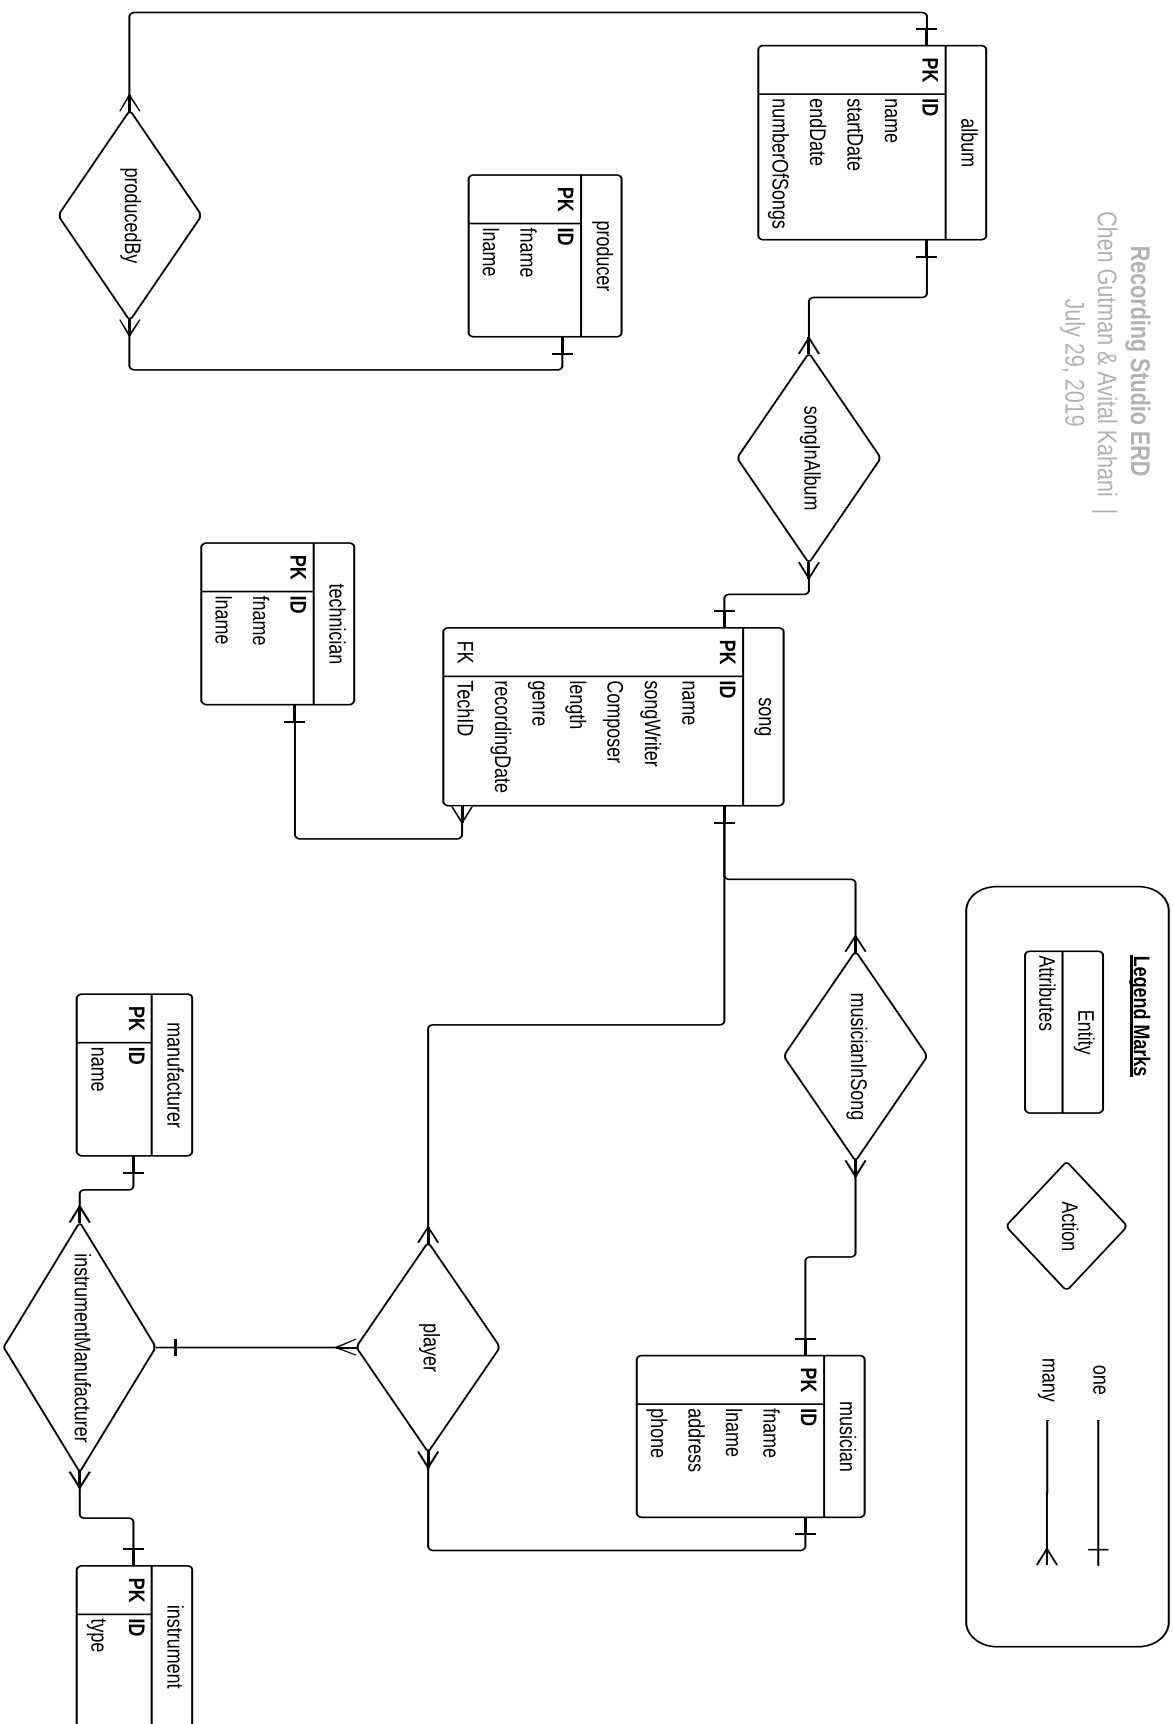 Recording Studio ERD
Chen Gutman & Avital Kahani |
July 29, 2019
album
PK ID
name
startDate
endDate
numberOfSongs
producer
PK ID
fname
lname
producedBy
songInAlbum
song
PK ID
name
songWriter
Composer
length
genre
recordingDate
FK TechID
technician
PK ID
fname
lname
Legend Marks
Entity
Attributes
Action
one
many
musicianInSong
musician
PK ID
fname
lname
address
phone
player
manufacturer
PK ID
name
instrumentManufacturer
instrument
PK ID
type